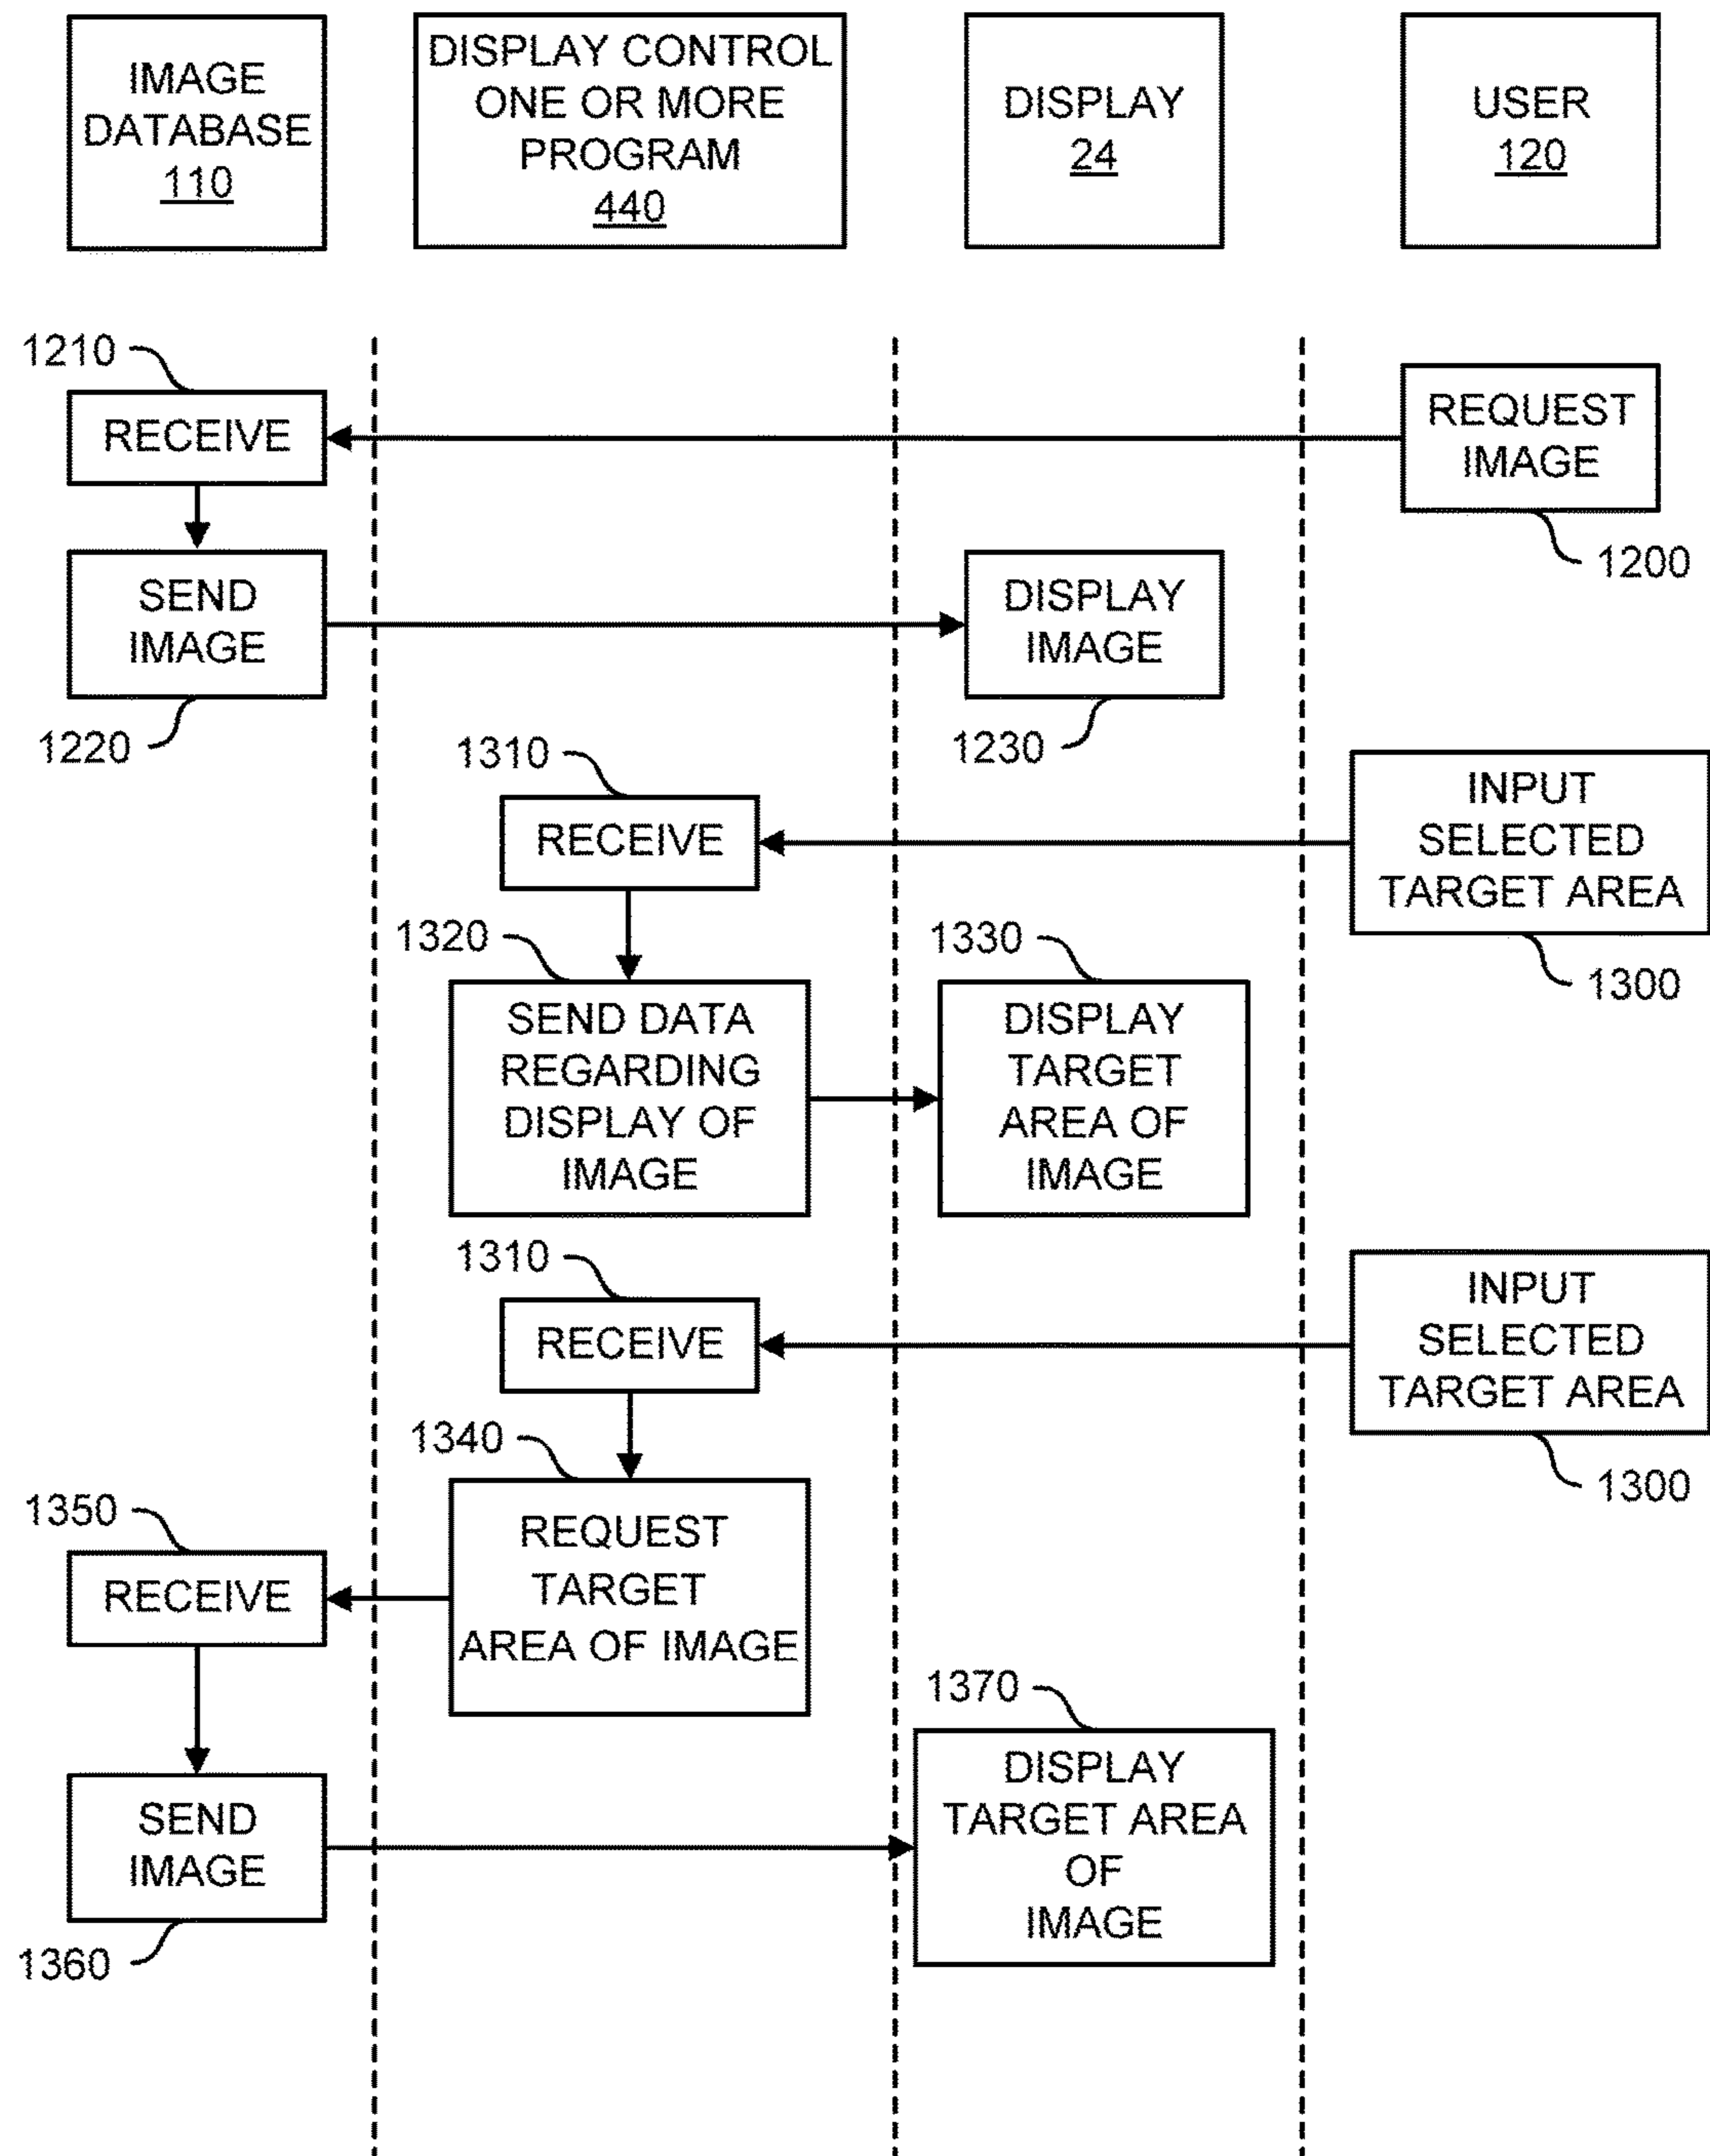 IMAGE
DATABASE
110
DISPLAY CONTROL
ONE OR MORE
PROGRAM
440
DISPLAY
24
USER
120
1210
RECEIVE
REQUEST
IMAGE
1200
SEND
IMAGE
1220
DISPLAY
IMAGE
1230
1310
RECEIVE
INPUT
SELECTED
TARGET AREA
1300
1320
SEND DATA
REGARDING
DISPLAY OF
IMAGE
1330
DISPLAY
TARGET
AREA OF
IMAGE
1310
RECEIVE
INPUT
SELECTED
TARGET AREA
1300
1340
REQUEST
TARGET
AREA OF IMAGE
1350
RECEIVE
1370
DISPLAY
TARGET AREA
OF
IMAGE
SEND
IMAGE
1360